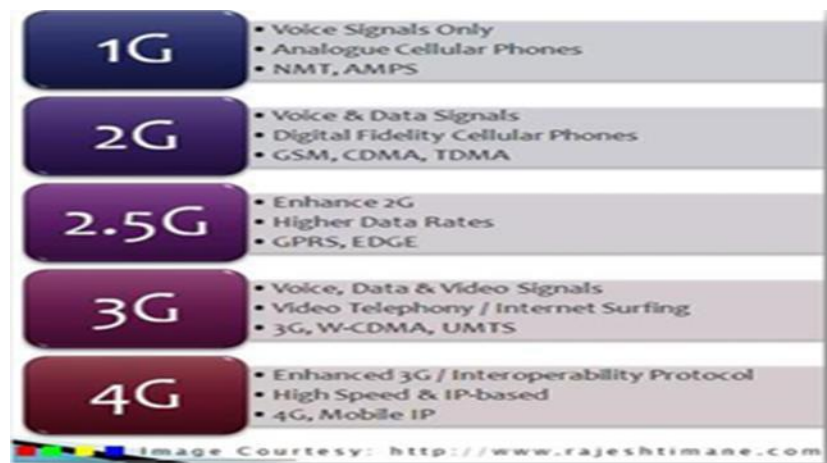 1G
• Voice Signals Only
• Analogue Cellular Phones
• NMT, AMPS
2G
• Voice & Data Signals
• Digital Fidelity Cellular Phones
• GSM, CDMA, TDMA
2.5G
• Enhance 2G
• Higher Data Rates
• GPRS, EDGE
3G
• Voice, Data & Video Signals
• Video Telephony / Internet Surfing
• 3G, W-CDMA, UMTS
4G
• Enhanced 3G / Interoperability Protocol
• High Speed & IP-based
• 4G, Mobile IP
Image Courtesy: http://www.rajeshtimane.com